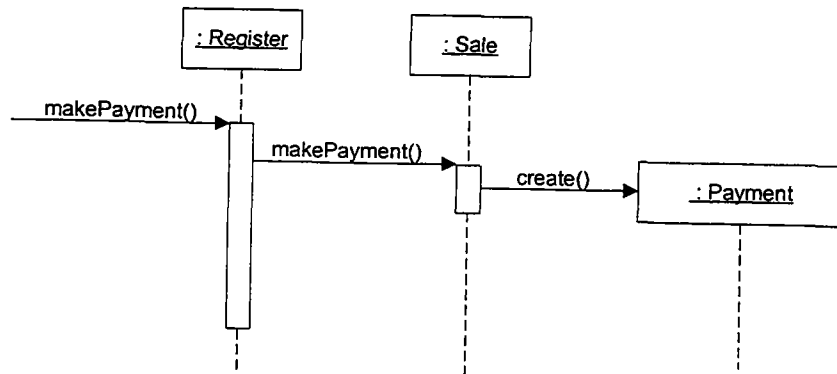 : Register
: Sale
makePayment()
makePayment()
create()
: Payment